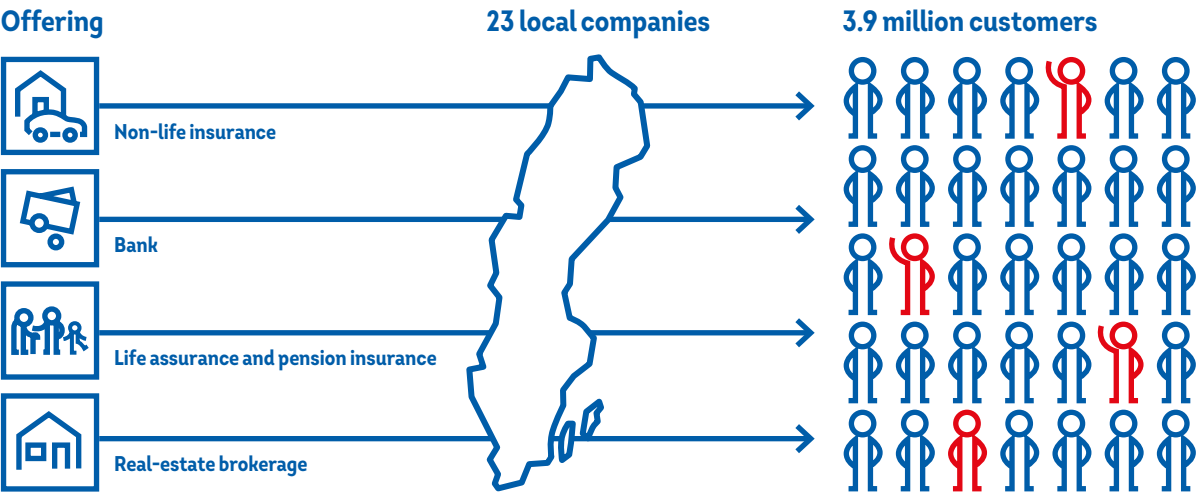 Offering
23 local companies
3.9 million customers
Non-life insurance
Bank
Life assurance and pension insurance
Real-estate brokerage